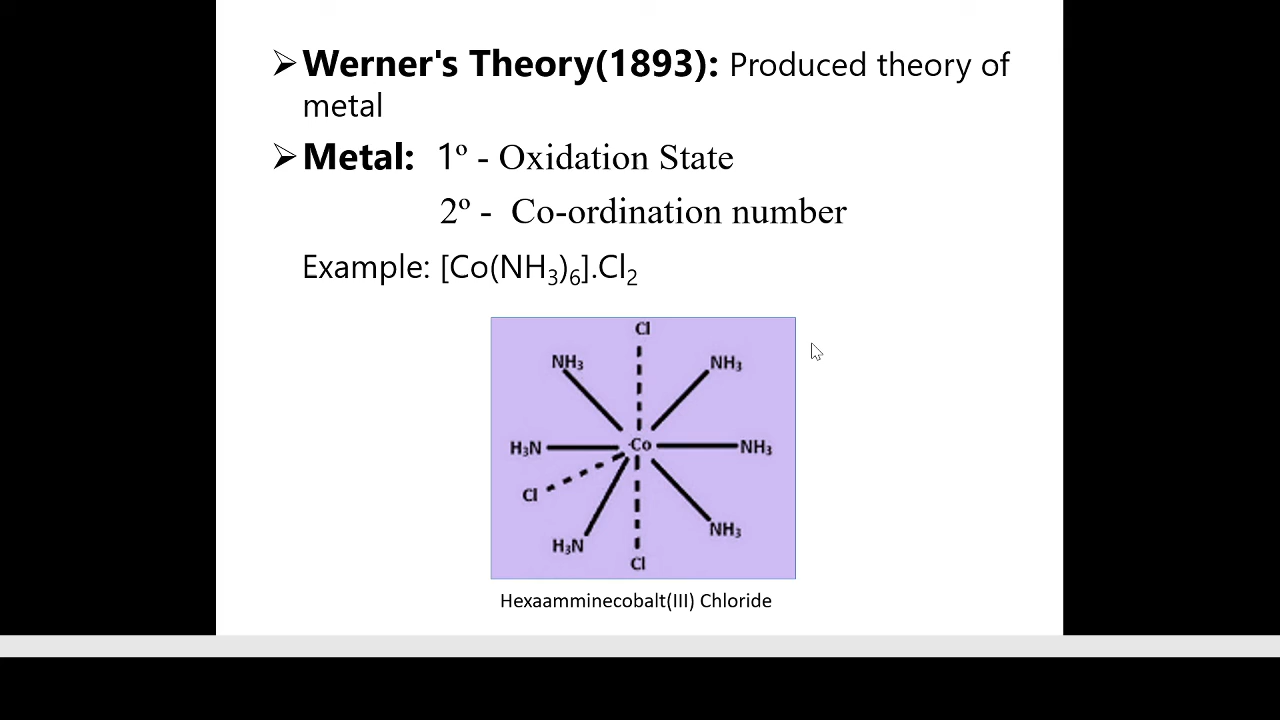 ➢Werner's Theory(1893): Produced theory of
metal
➢Metal: 1º - Oxidation State
2º - Co-ordination number
Example: [Co(NH₃)₆].Cl₂
Cl
NH₃ NH₃
H₃N Co NH₃
Cl
H₃N NH₃
Cl
Hexaamminecobalt(III) Chloride